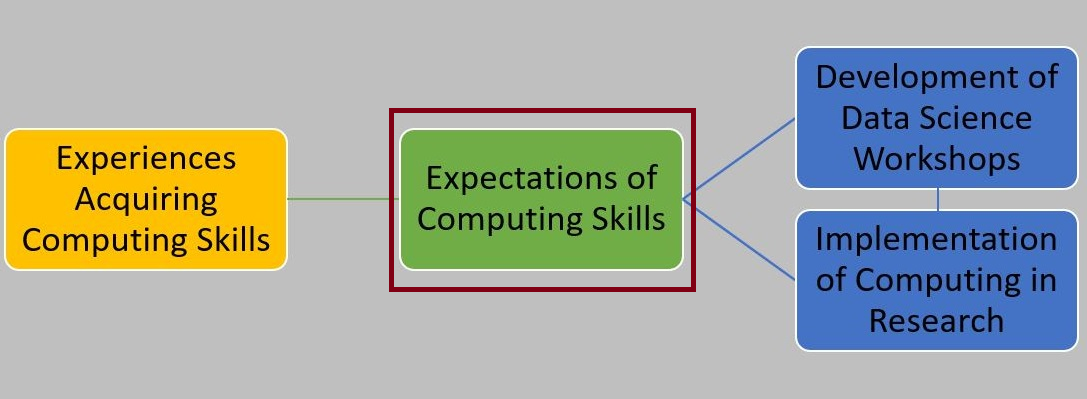 Experiences
Acquiring
Computing Skills
Expectations of
Computing Skills
Development of
Data Science
Workshops
Implementation
of Computing in
Research